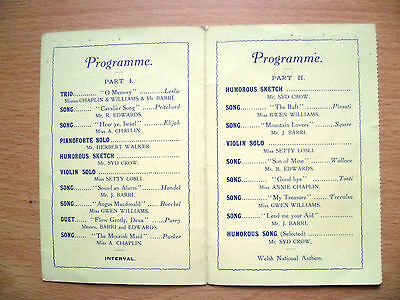 Programme.
PART I.
TRIO............"O Memory"............Leslie
Misses CHAPLIN & WILLIAMS & Mr. BARRI.
SONG............"Cavalier Song"............Pritchard
Mr. R. EDWARDS.
SONG............"Hear ye, Israel"............Elijah
Miss A. CHAPLIN.
PIANOFORTE SOLO............
Mr. HERBERT WALKER.
HUMOROUS SKETCH............
Mr. SYD CROW.
VIOLIN SOLO............
Miss SETTY LOSLI.
SONG............"Sound an Alarm"............Handel
Mr. J. BARRI.
SONG............"Angus Macdonald"............Roeckel
Miss GWEN WILLIAMS.
DUET............"Flow Gently, Deva"............Parry
Messrs. BARRI and EDWARDS.
SONG............"The Moorish Maid"............Parker
Miss A. CHAPLIN.
INTERVAL.
Programme.
PART II.
HUMOROUS SKETCH............
Mr. SYD CROW.
SONG............"The Raft"............Pinsuti
Miss GWEN WILLIAMS.
SONG............"Mountain Lovers"............Squire
Mr. J. BARRI.
VIOLIN SOLO............
Miss SETTY LOSLI.
SONG............"Son of Mine"............Wallace
Mr. R. EDWARDS.
SONG............"Good-bye"............Tosti
Miss ANNIE CHAPLIN.
SONG............"My Treasure"............Trevalsa
Miss GWEN WILLIAMS.
SONG............"Lend me your Aid"............
Mr. J. BARRI.
HUMOROUS SONG (Selected)............
Mr. SYD CROW.
Welsh National Anthem.